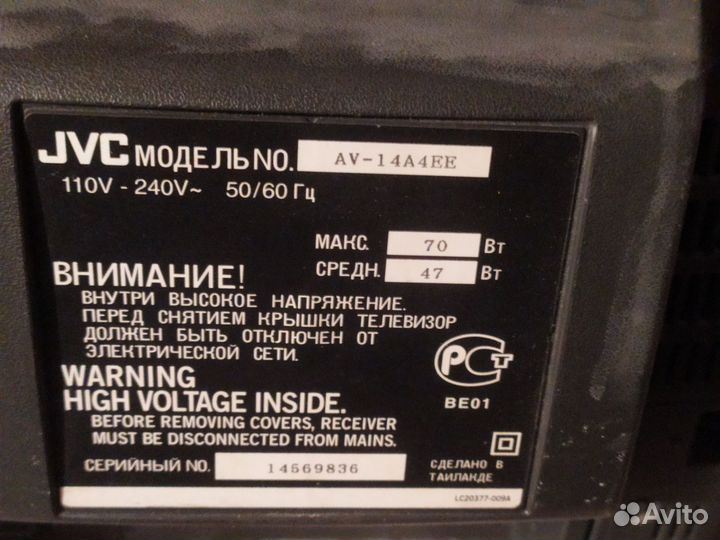 JVC МОДЕЛЬ NO. AV-14A4EE
110V - 240V~ 50/60 Гц
МАКС. 70 Вт
СРЕДН. 47 Вт
ВНИМАНИЕ!
ВНУТРИ ВЫСОКОЕ НАПРЯЖЕНИЕ.
ПЕРЕД СНЯТИЕМ КРЫШКИ ТЕЛЕВИЗОР
ДОЛЖЕН БЫТЬ ОТКЛЮЧЕН ОТ
ЭЛЕКТРИЧЕСКОЙ СЕТИ.
РСТ
BE01
WARNING
HIGH VOLTAGE INSIDE.
BEFORE REMOVING COVERS, RECEIVER
MUST BE DISCONNECTED FROM MAINS.
СЕРИЙНЫЙ NO. 14569836
СДЕЛАНО В
ТАИЛАНДЕ
LC20377-009A
Avito